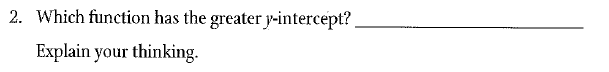 2. Which function has the greater y-intercept?
Explain your thinking.